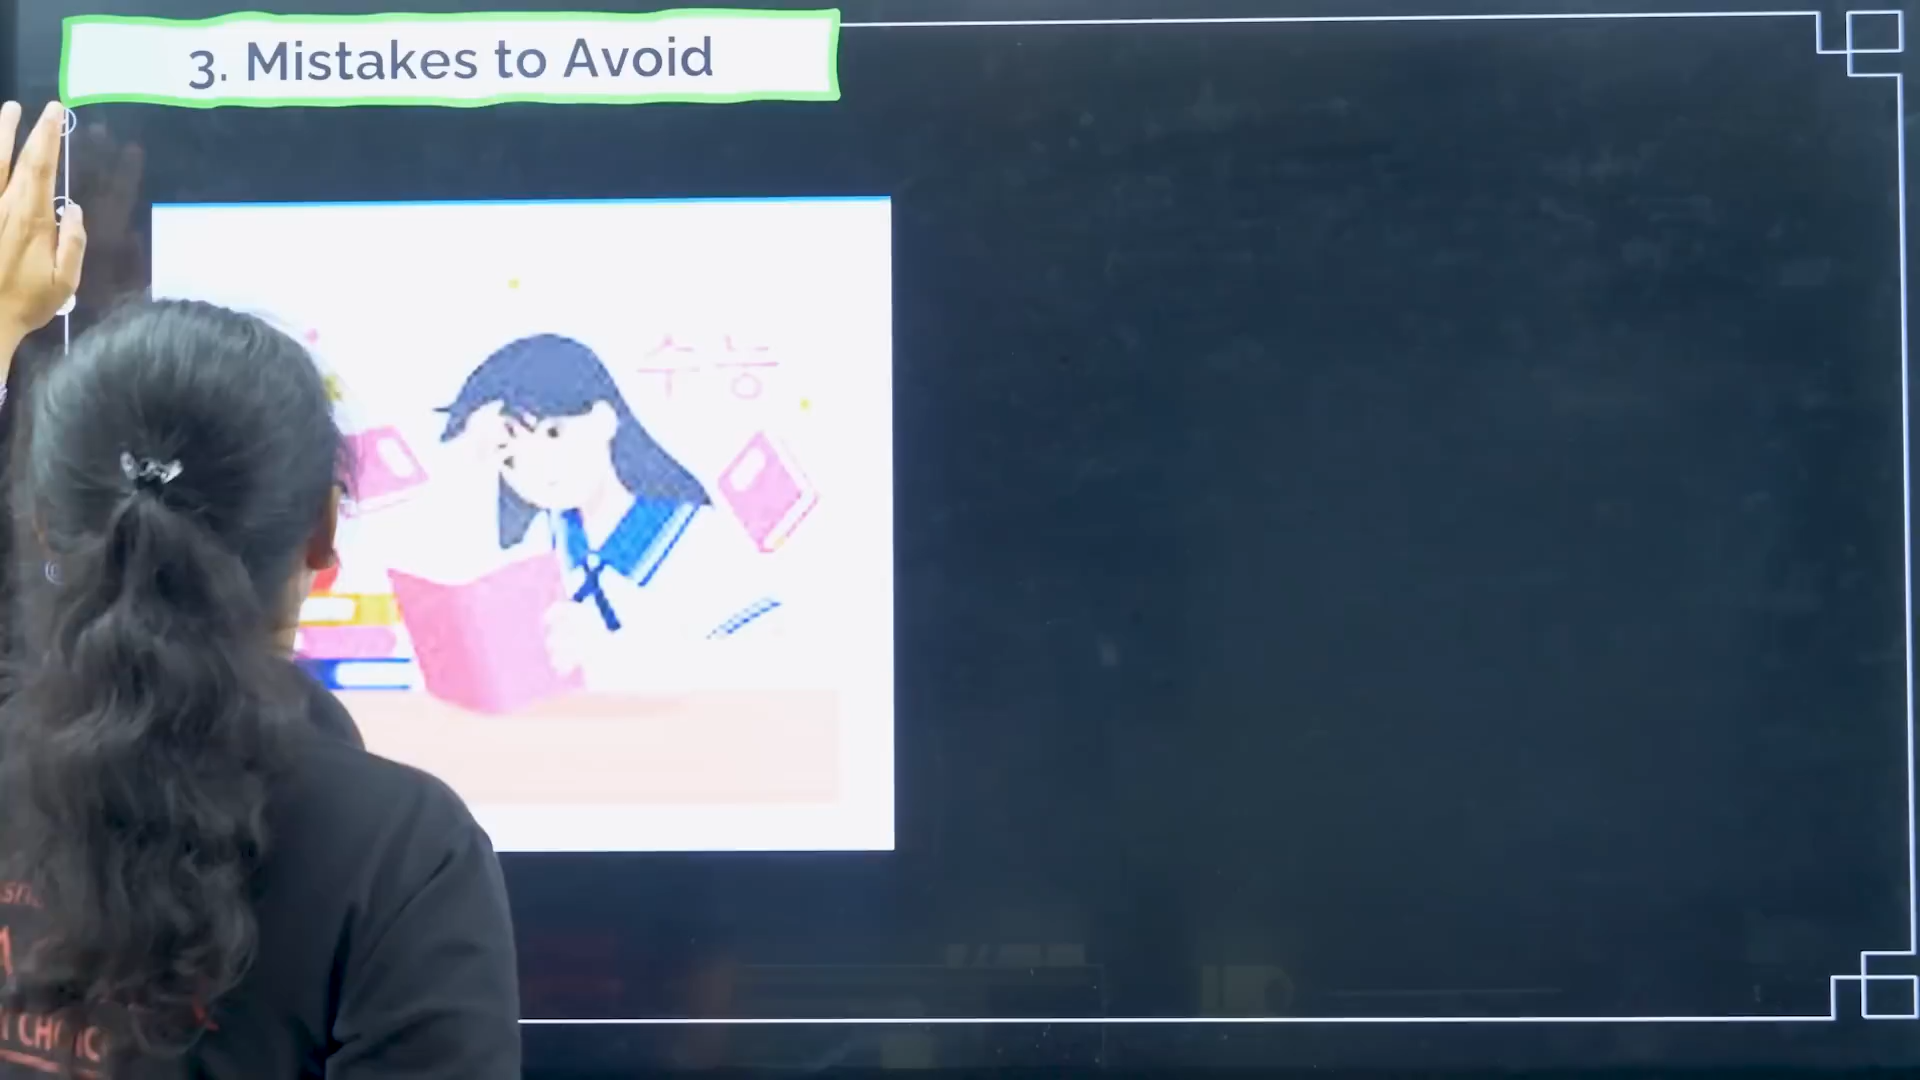 3. Mistakes to Avoid
수능